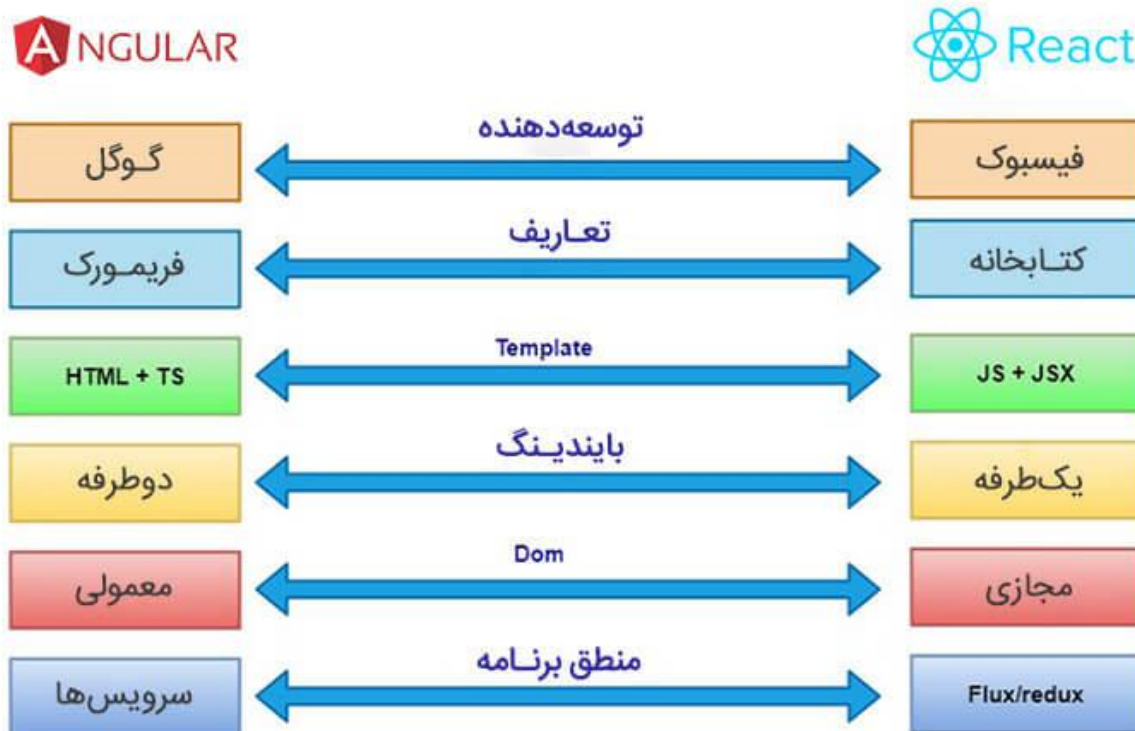 ANGULAR
React
توسعه‌دهنده
گـوگل
فیسبوک
تعـاریف
فریمـورک
کتـابخانه
Template
HTML + TS
JS + JSX
بایندیـنگ
دوطرفه
یک‌طرفه
Dom
معمولی
مجازی
منطق برنـامه
سرویس‌ها
Flux/redux